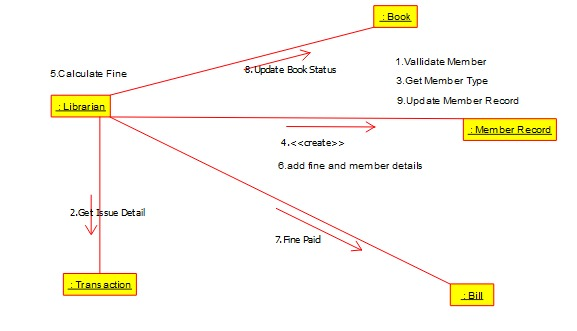 : Book
1.Vallidate Member
5.Calculate Fine
8.Update Book Status
3.Get Member Type
9.Update Member Record
: Librarian
: Member Record
4.<<create>>
6.add fine and member details
2.Get Issue Detail
7.Fine Paid
: Transaction
: Bill